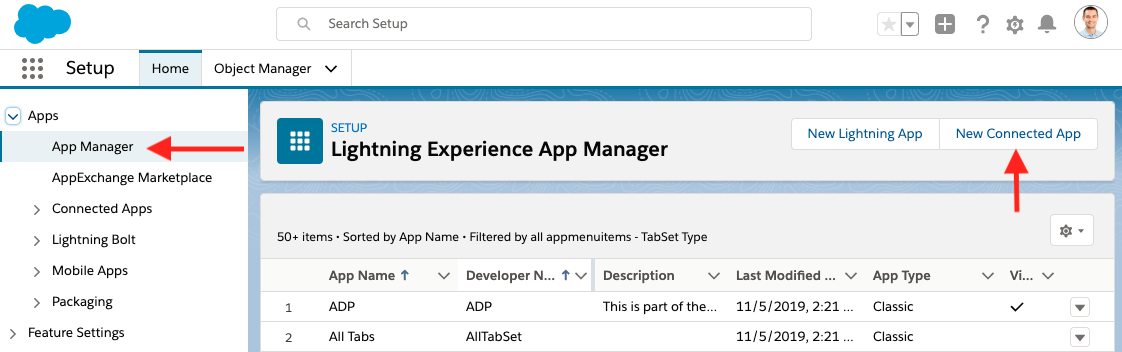 Search Setup
Setup
Home
Object Manager
Apps
App Manager
AppExchange Marketplace
Connected Apps
Lightning Bolt
Mobile Apps
Packaging
Feature Settings
SETUP
Lightning Experience App Manager
New Lightning App
New Connected App
50+ items • Sorted by App Name • Filtered by all appmenuitems - TabSet Type
App Name Developer N... Description Last Modified ... App Type Vi...
1 ADP ADP This is part of the... 11/5/2019, 2:21 ... Classic
2 All Tabs AllTabSet 11/5/2019, 2:21 ... Classic